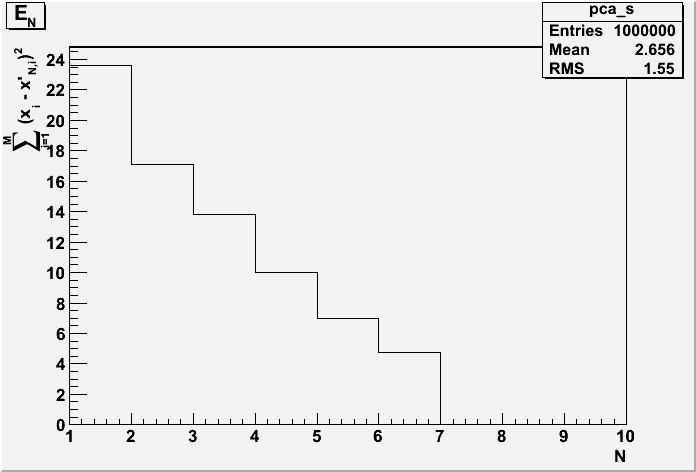 E_N
pca_s
Entries 1000000
Mean 2.656
RMS 1.55
∑^M_{i=1} (x_i - x'_{N,i})^2
24
22
20
18
16
14
12
10
8
6
4
2
0
1 2 3 4 5 6 7 8 9 10
N